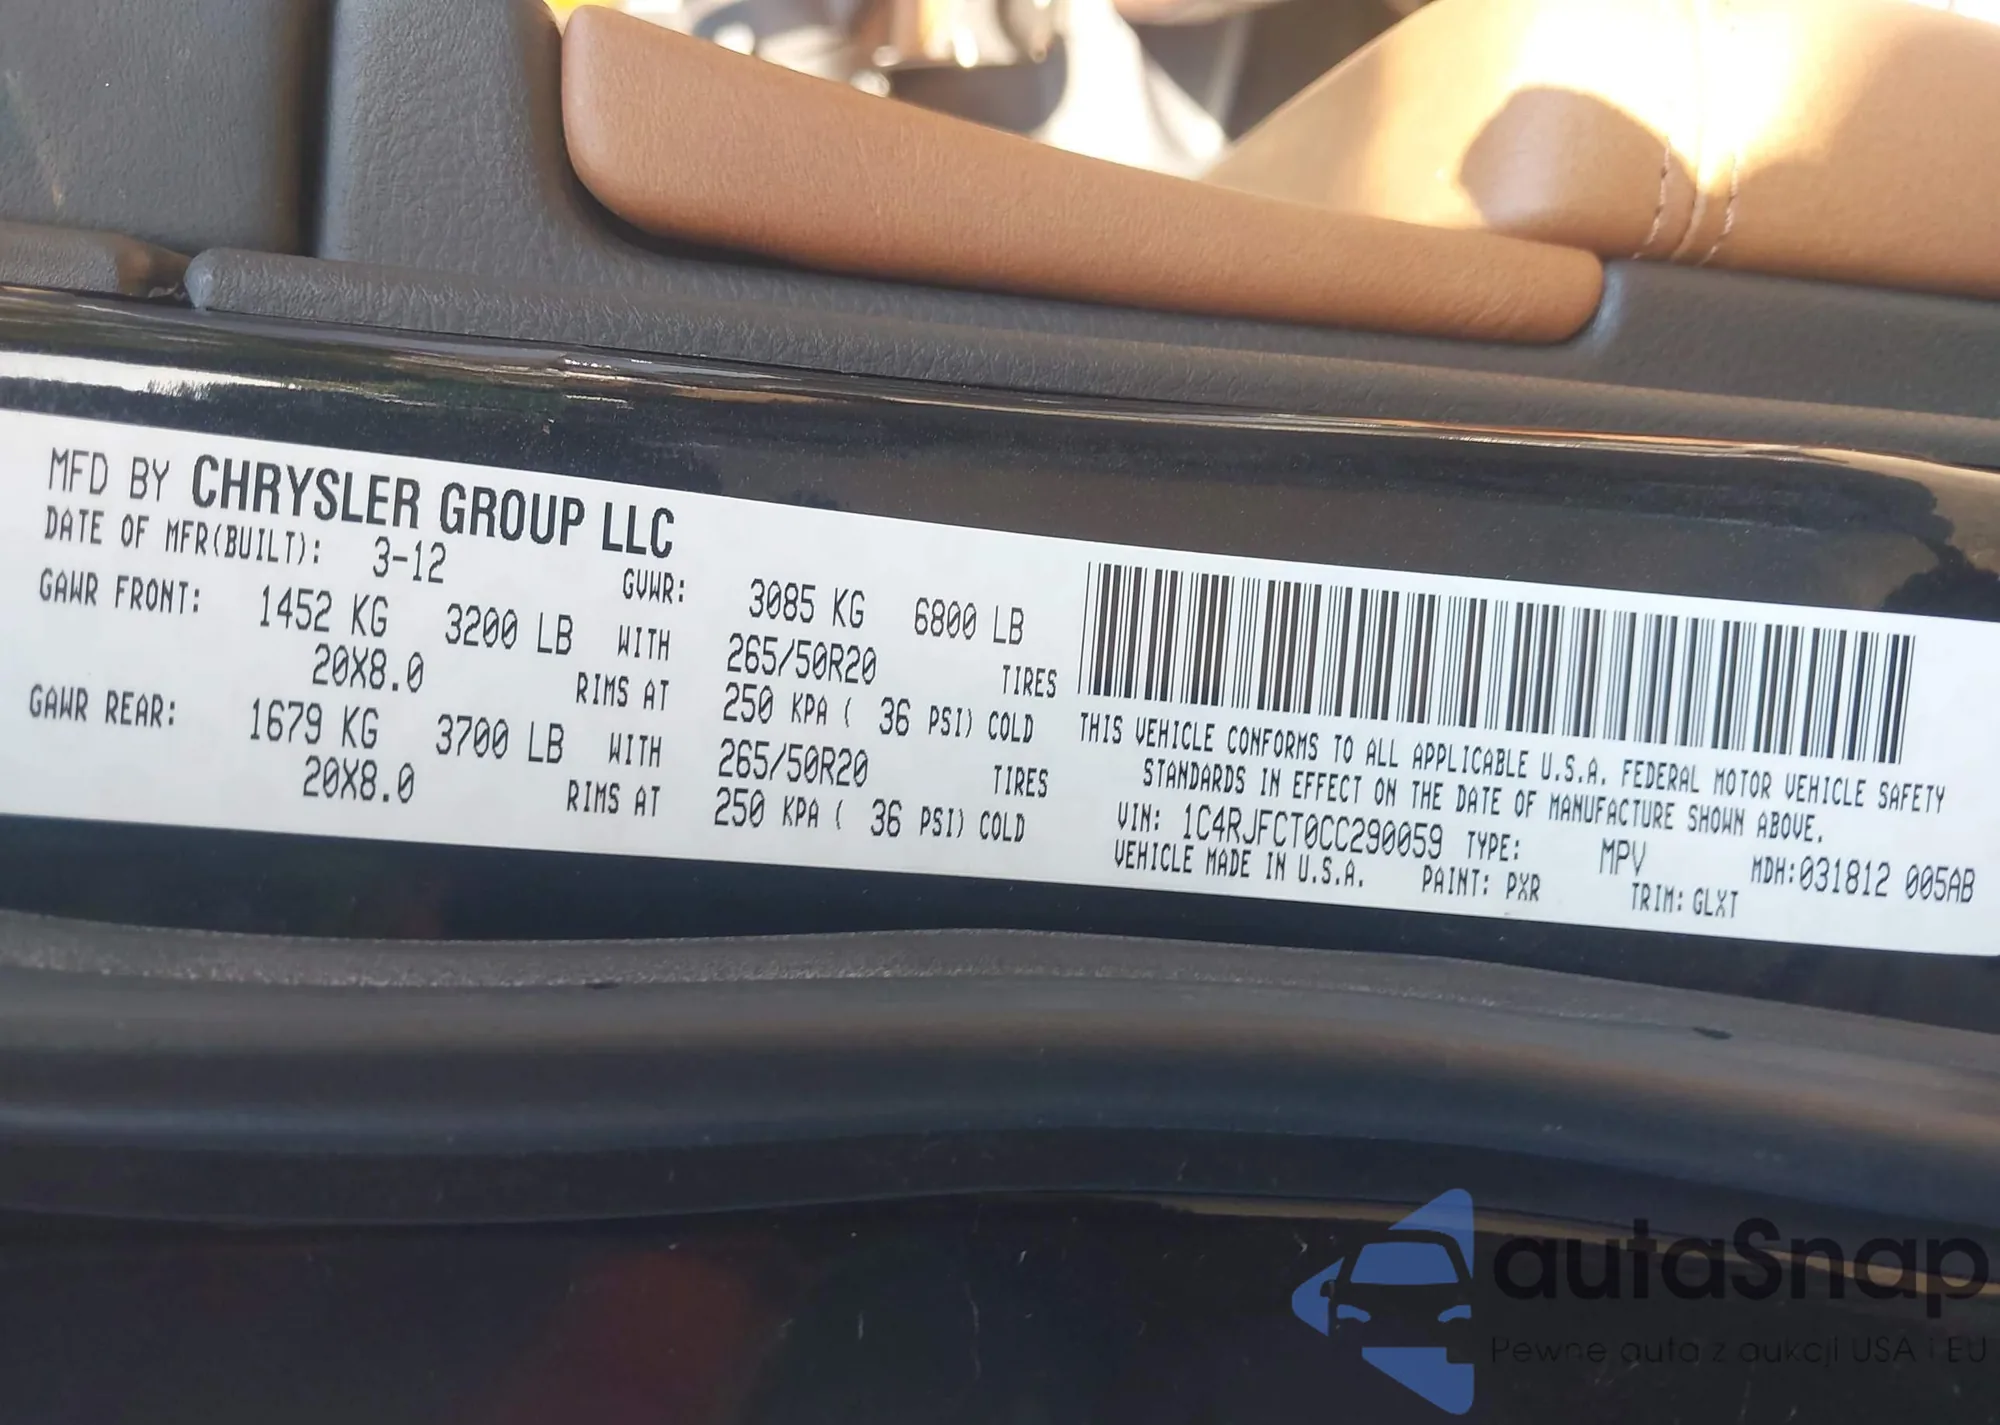 MFD BY CHRYSLER GROUP LLC
DATE OF MFR(BUILT): 3-12 GVWR: 3085 KG 6800 LB
GAWR FRONT: 1452 KG 3200 LB WITH 265/50R20 TIRES
20X8.0 RIMS AT 250 KPA ( 36 PSI) COLD
GAWR REAR: 1679 KG 3700 LB WITH 265/50R20 TIRES
20X8.0 RIMS AT 250 KPA ( 36 PSI) COLD
THIS VEHICLE CONFORMS TO ALL APPLICABLE U.S.A. FEDERAL MOTOR VEHICLE SAFETY
STANDARDS IN EFFECT ON THE DATE OF MANUFACTURE SHOWN ABOVE.
VIN: 1C4RJFCT0CC290059 TYPE: MPV MDH:031812 005AB
VEHICLE MADE IN U.S.A. PAINT: PXR TRIM: GLXT
autaSnap
Pewne auta z aukcji USA i EU